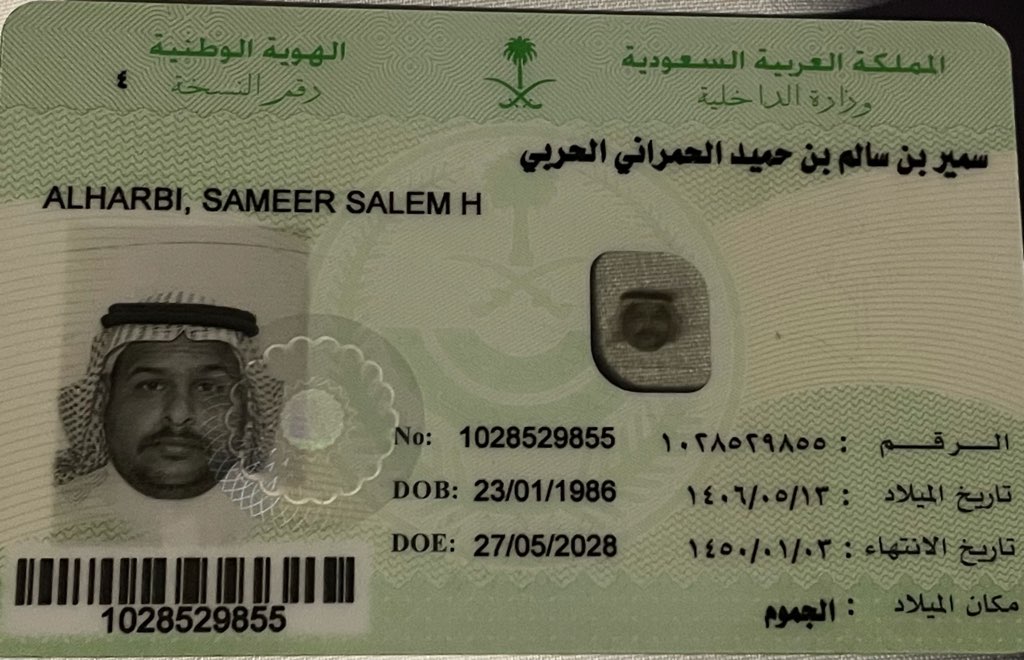 المملكة العربية السعودية
وزارة الداخلية
الهوية الوطنية
رقم النسخة ٤
سمير بن سالم بن حميد الحمراني الحربي
ALHARBI, SAMEER SALEM H
No: 1028529855 الرقم : ١٠٢٨٥٢٩٨٥٥
DOB: 23/01/1986 تاريخ الميلاد : ١٤٠٦/٠٥/١٣
DOE: 27/05/2028 تاريخ الانتهاء : ١٤٥٠/٠١/٠٣
مكان الميلاد : الجموم
1028529855